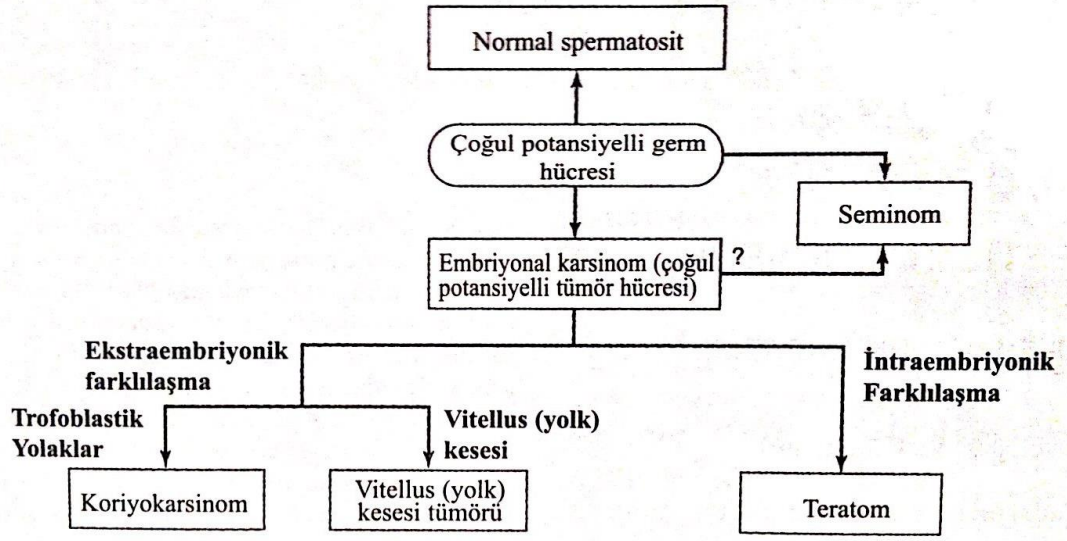 Normal spermatosit
Çoğul potansiyelli germ
hücresi
Seminom
Embriyonal karsinom (çoğul
potansiyelli tümör hücresi)
?
Ekstraembriyonik
farklılaşma
İntraembriyonik
Farklılaşma
Trofoblastik
Yolaklar
Vitellus (yolk)
kesesi
Koriyokarsinom
Vitellus (yolk)
kesesi tümörü
Teratom